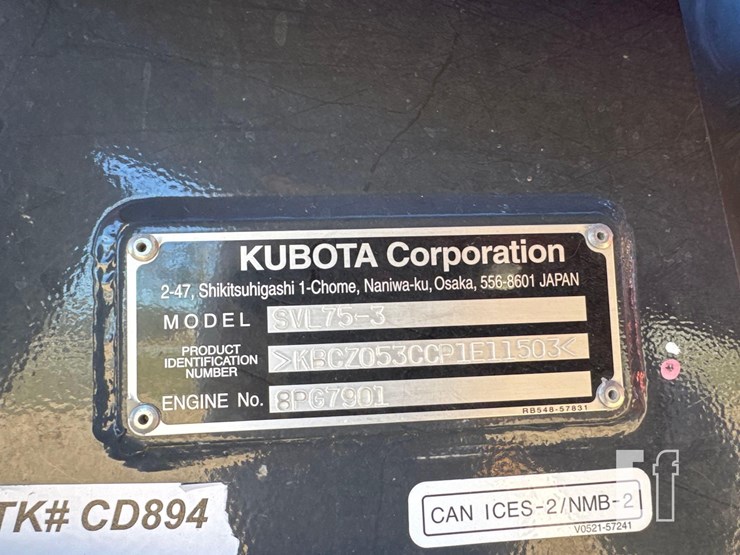 KUBOTA Corporation
2-47, Shikitsuhigashi 1-Chome, Naniwa-ku, Osaka, 556-8601 JAPAN
MODEL SVL75-3
PRODUCT IDENTIFICATION NUMBER >KBCZ053CCP1E11503<
ENGINE No. 8PG7901
RB548-57831
TK# CD894
CAN ICES-2/NMB-2
V0521-57241
f